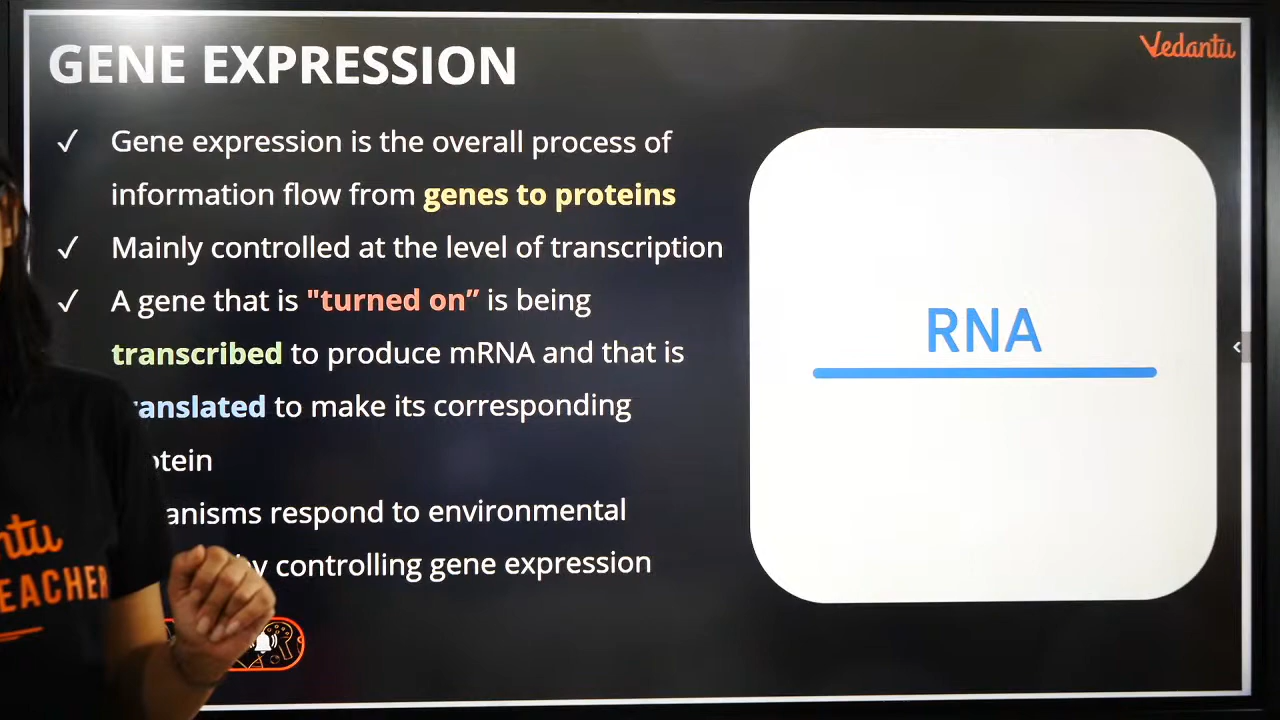 GENE EXPRESSION
Vedantu
✓ Gene expression is the overall process of
information flow from genes to proteins
✓ Mainly controlled at the level of transcription
✓ A gene that is "turned on” is being
transcribed to produce mRNA and that is
anslated to make its corresponding
otein
anisms respond to environmental
by controlling gene expression
RNA
ntu
EACHER